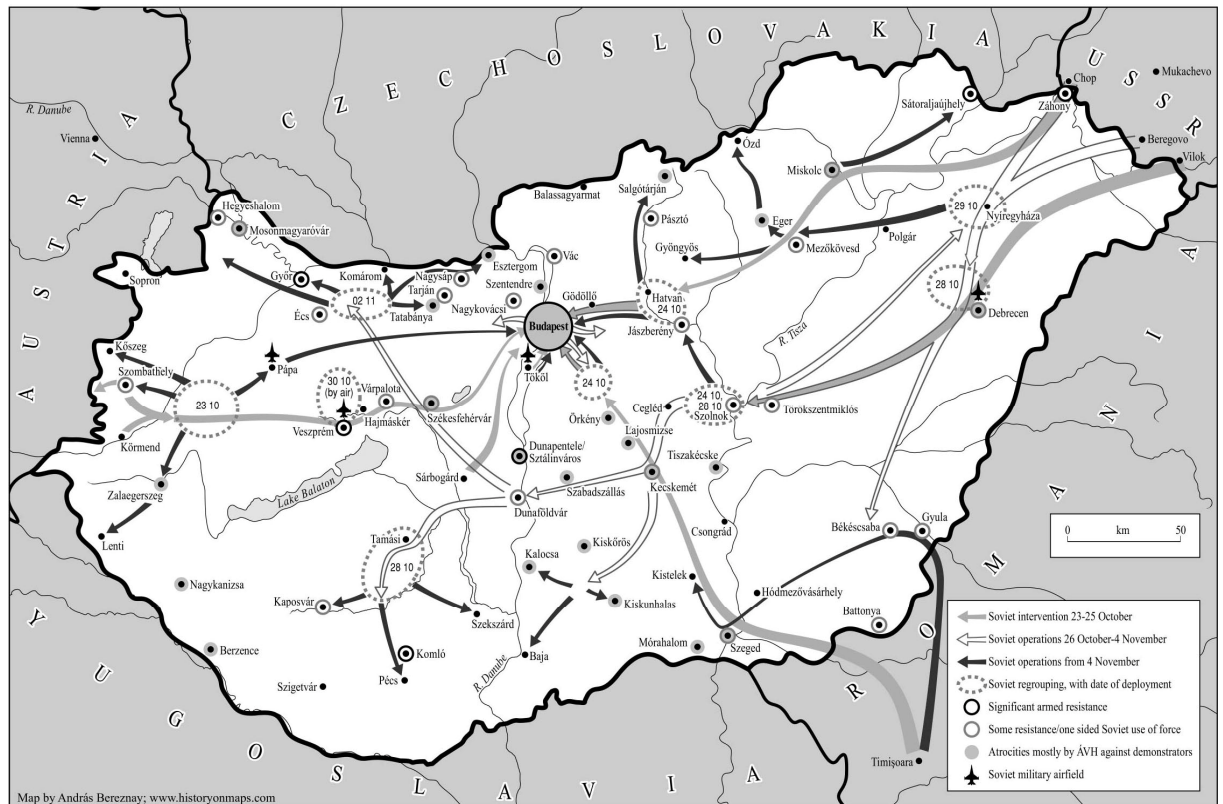 CZECHOSLOVAKIA
USSR
AUSTRIA
ROMANIA
YUGOSLAVIA
R. Danube
Vienna
Chop
Mukachevo
Sátoraljaújhely
Záhony
Beregovo
Vilok
Ózd
Miskolc
Balassagyarmat
Salgótárján
Hegyeshalom
Mosonmagyaróvár
Pásztó
Eger
29 10
Nyíregyháza
Mezőkövesd
Polgár
Gyöngyös
Sopron
Győr
Komárom
Nagysáp
Esztergom
Vác
Tarján
Szentendre
02 11
Tatabánya
Nagykovácsi
Gödöllő
Hatvan
24 10
28 10
Debrecen
Écs
Budapest
Jászberény
R. Tisza
Kőszeg
Szombathely
Pápa
Tököl
30 10
(by air)
Várpalota
24 10
24 10,
28 10
Szolnok
Torokszentmiklós
Cegléd
23 10
Hajmáskér
Székesfehérvár
Veszprém
Örkény
Lajosmizse
Körmend
Dunapentele/
Sztálinváros
Tiszakécske
Zalaegerszeg
Lake Balaton
Sárbogárd
Szabadszállás
Kecskemét
Dunaföldvár
Lenti
Tamási
Csongrád
Békéscsaba
Gyula
Kalocsa
Kiskőrös
28 10
Nagykanizsa
Kistelek
Hódmezővásárhely
Kaposvár
Szekszárd
Kiskunhalas
Battonya
Berzence
Komló
Baja
Mórahalom
Szeged
R. Danube
Szigetvár
Pécs
Timişoara
0 km 50
Soviet intervention 23-25 October
Soviet operations 26 October-4 November
Soviet operations from 4 November
Soviet regrouping, with date of deployment
Significant armed resistance
Some resistance/one sided Soviet use of force
Atrocities mostly by ÁVH against demonstrators
Soviet military airfield
Map by András Bereznay; www.historyonmaps.com